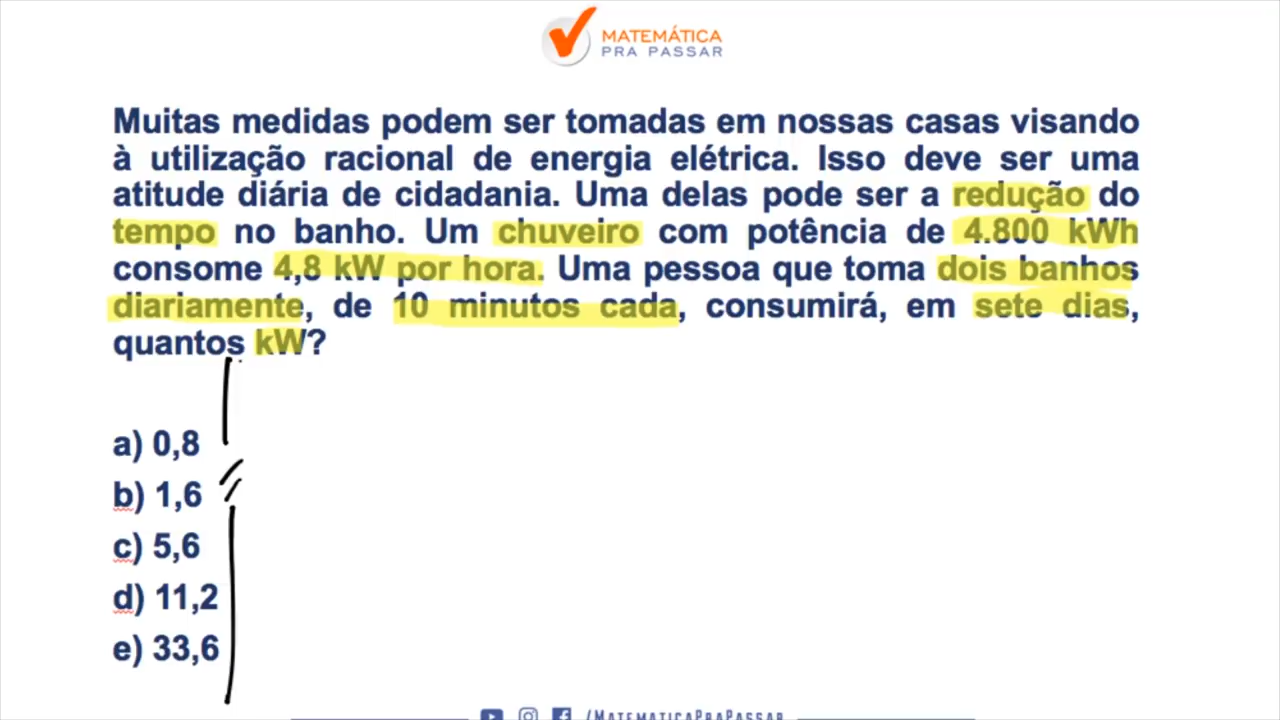 MATEMÁTICA
PRA PASSAR
Muitas medidas podem ser tomadas em nossas casas visando
à utilização racional de energia elétrica. Isso deve ser uma
atitude diária de cidadania. Uma delas pode ser a redução do
tempo no banho. Um chuveiro com potência de 4.800 kWh
consome 4,8 kW por hora. Uma pessoa que toma dois banhos
diariamente, de 10 minutos cada, consumirá, em sete dias,
quantos kW?
a) 0,8
b) 1,6
c) 5,6
d) 11,2
e) 33,6
/MATEMATICAPRAPASSAR